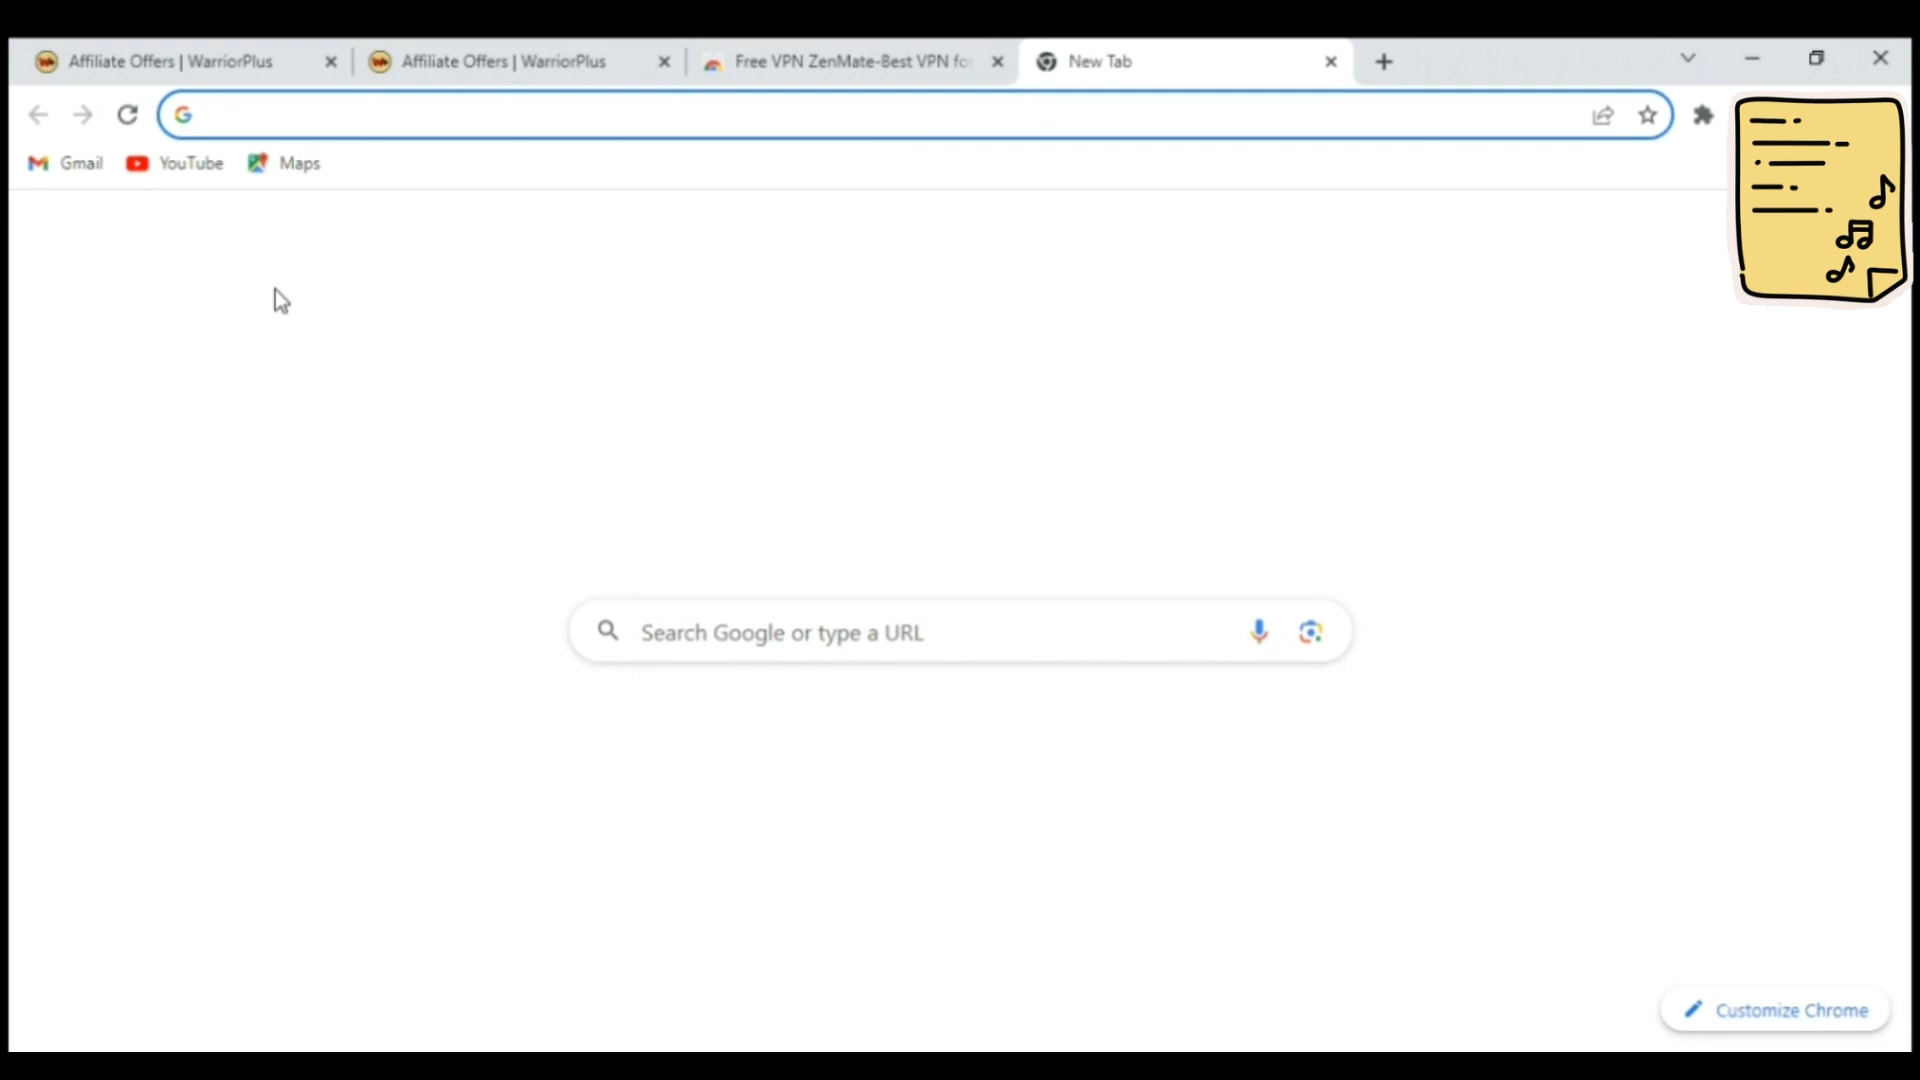 Affiliate Offers | WarriorPlus
Affiliate Offers | WarriorPlus
Free VPN ZenMate-Best VPN for
New Tab
Gmail
YouTube
Maps
Search Google or type a URL
Customize Chrome